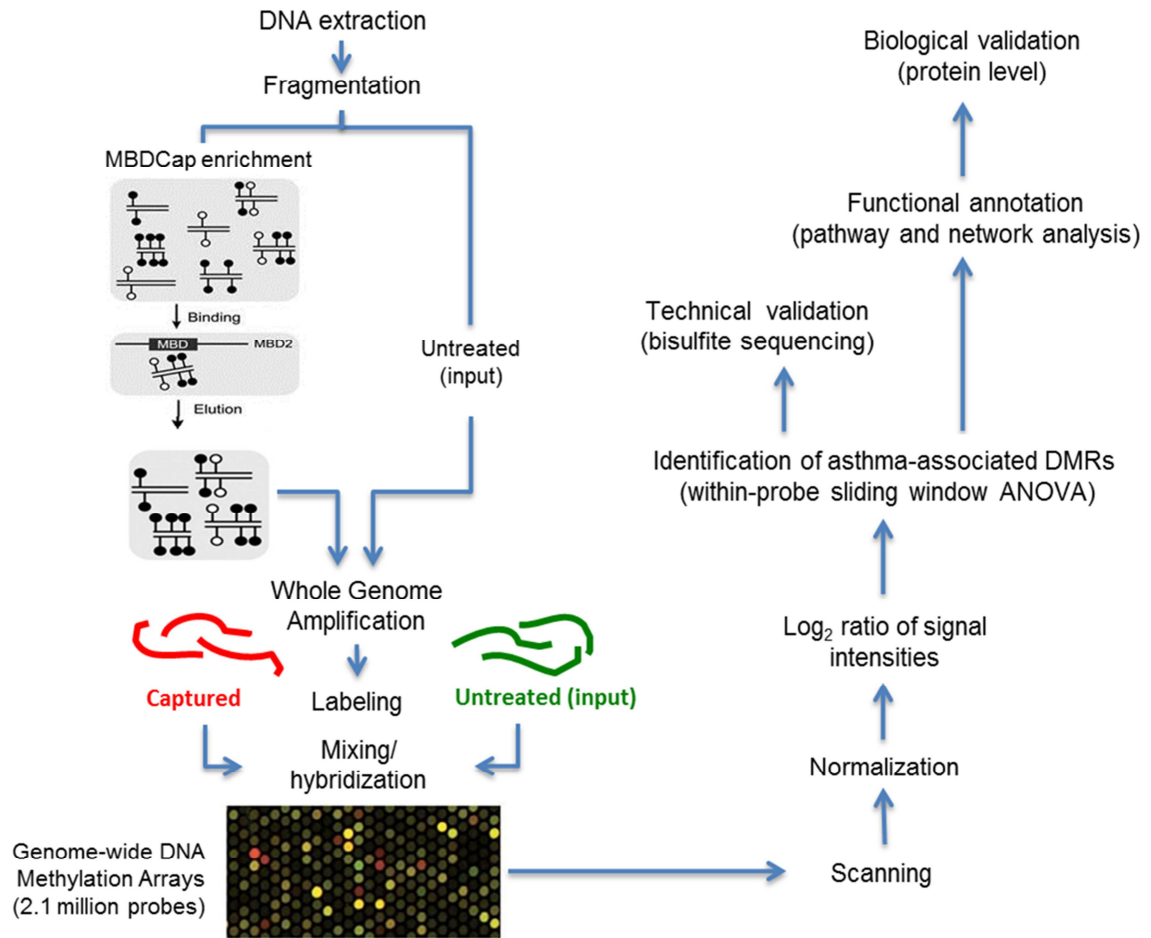 DNA extraction
Fragmentation
MBDCap enrichment
Binding
MBD
MBD2
Elution
Untreated
(input)
Whole Genome
Amplification
Captured
Labeling
Untreated (input)
Mixing/
hybridization
Genome-wide DNA
Methylation Arrays
(2.1 million probes)
Scanning
Normalization
Log₂ ratio of signal
intensities
Identification of asthma-associated DMRs
(within-probe sliding window ANOVA)
Technical validation
(bisulfite sequencing)
Functional annotation
(pathway and network analysis)
Biological validation
(protein level)